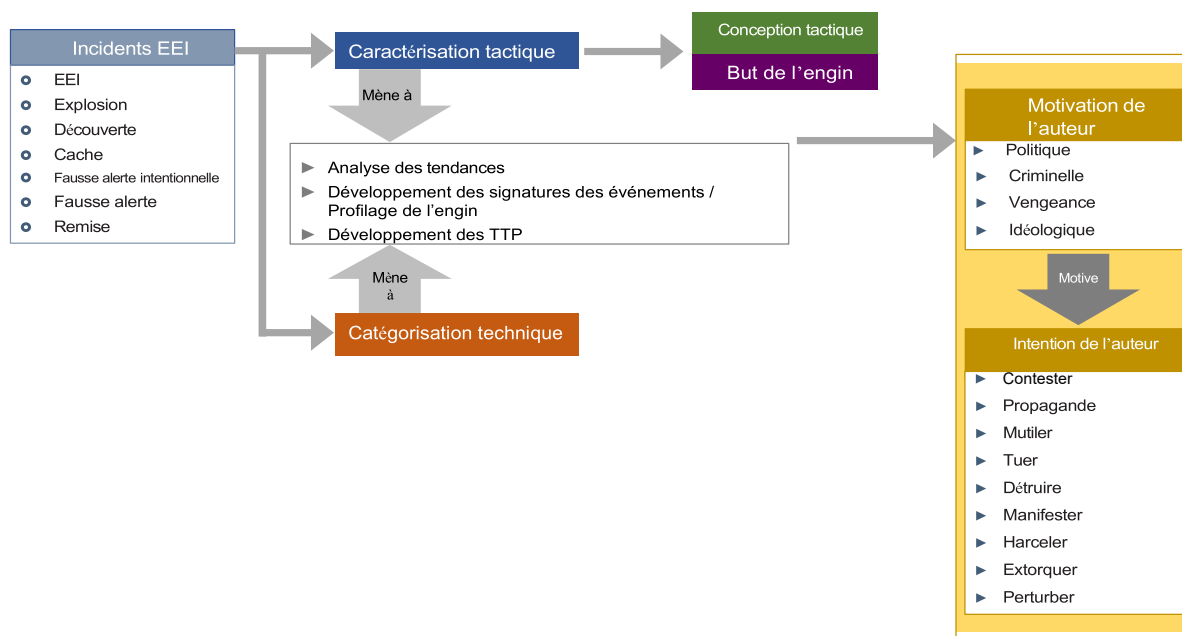 Incidents EEI
EEI
Explosion
Découverte
Cache
Fausse alerte intentionnelle
Fausse alerte
Remise
Caractérisation tactique
Mène à
Conception tactique
But de l’engin
Analyse des tendances
Développement des signatures des événements /
Profilage de l’engin
Développement des TTP
Mène
à
Catégorisation technique
Motivation de
l’auteur
Politique
Criminelle
Vengeance
Idéologique
Motive
Intention de l’auteur
Contester
Propagande
Mutiler
Tuer
Détruire
Manifester
Harceler
Extorquer
Perturber